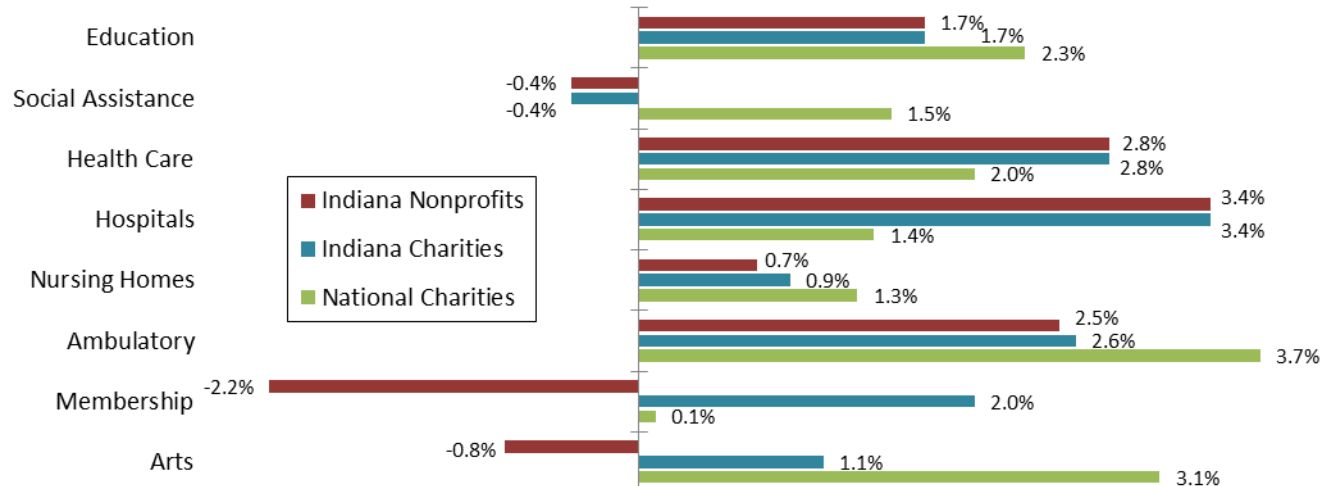 Education
1.7%
1.7%
2.3%
Social Assistance
-0.4%
-0.4%
1.5%
Health Care
2.8%
2.8%
2.0%
Hospitals
3.4%
3.4%
1.4%
Nursing Homes
0.7%
0.9%
1.3%
Ambulatory
2.5%
2.6%
3.7%
Membership
-2.2%
2.0%
0.1%
Arts
-0.8%
1.1%
3.1%
Indiana Nonprofits
Indiana Charities
National Charities